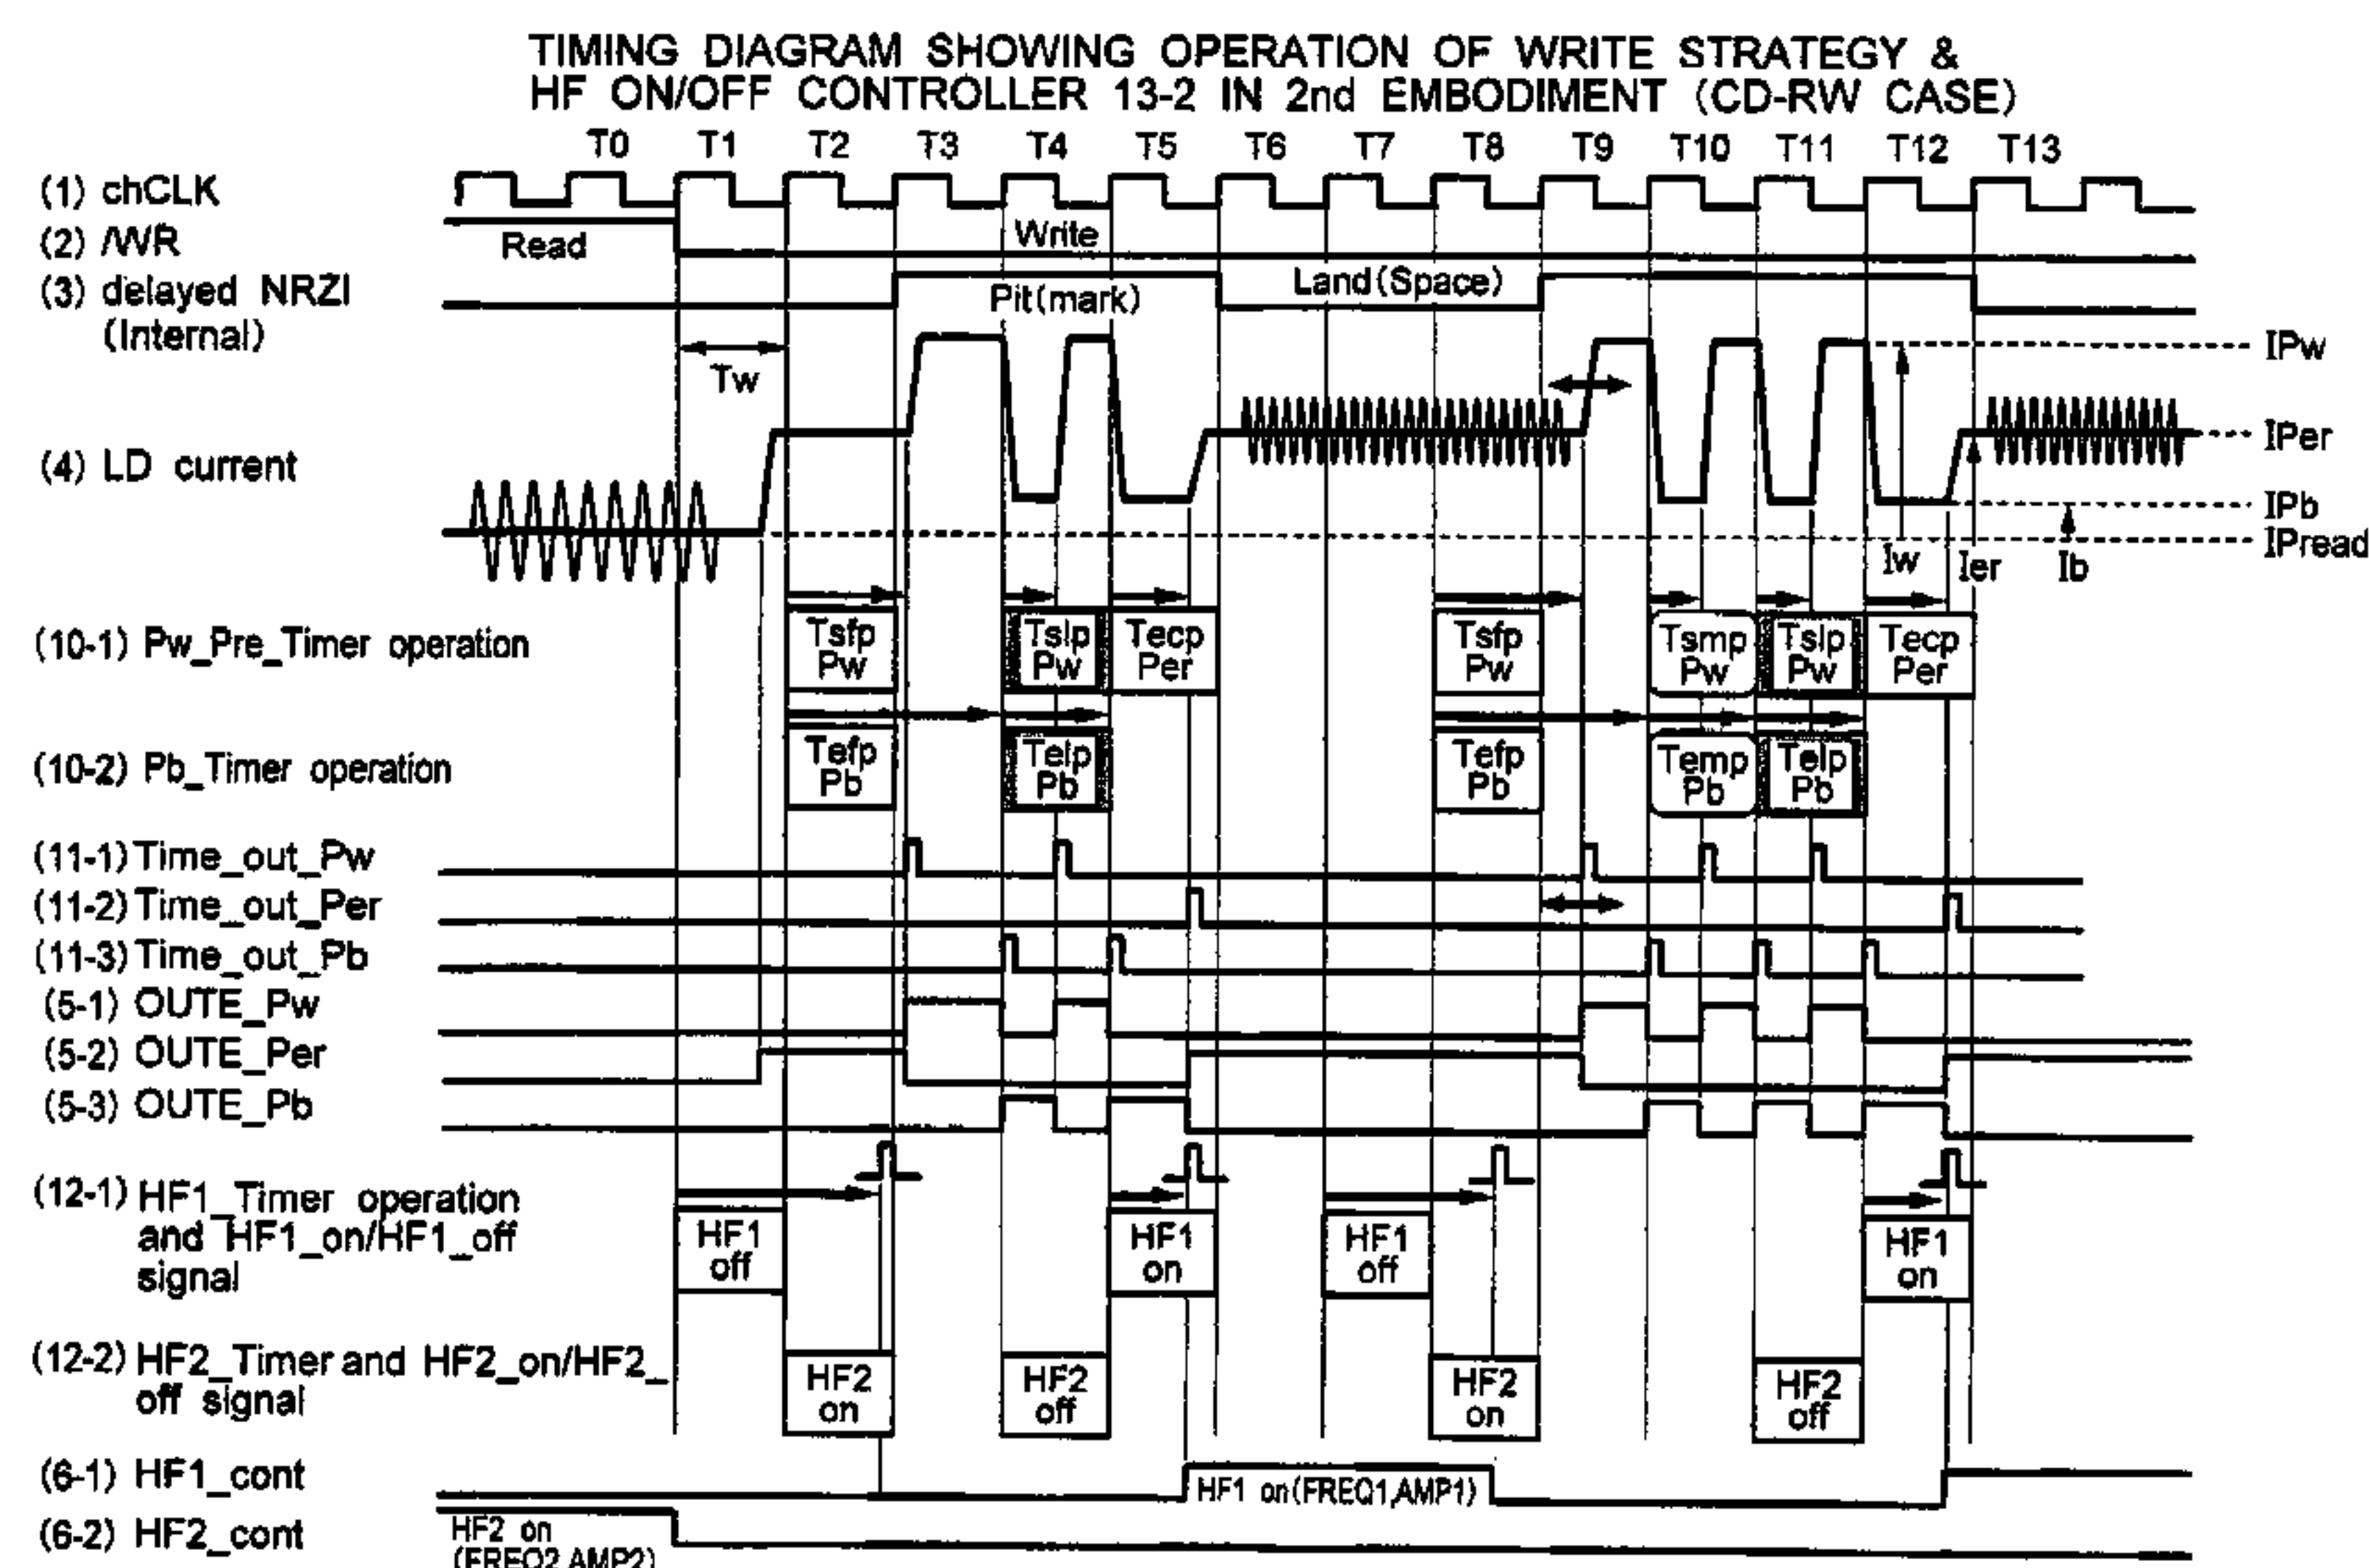 TIMING DIAGRAM SHOWING OPERATION OF WRITE STRATEGY &
HF ON/OFF CONTROLLER 13-2 IN 2nd EMBODIMENT (CD-RW CASE)
T0 T1 T2 T3 T4 T5 T6 T7 T8 T9 T10 T11 T12 T13
(1) chCLK
(2) /WR
Read
Write
(3) delayed NRZI
(Internal)
Pit(mark)
Land(Space)
Tw
IPw
(4) LD current
IPer
IPb
IPread
Iw
Ier
Ib
(10-1) Pw_Pre_Timer operation
Tsfp
Pw
Tslp
Pw
Tecp
Per
Tsfp
Pw
Tsmp
Pw
Tslp
Pw
Tecp
Per
(10-2) Pb_Timer operation
Tefp
Pb
Telp
Pb
Tefp
Pb
Temp
Pb
Telp
Pb
(11-1) Time_out_Pw
(11-2) Time_out_Per
(11-3) Time_out_Pb
(5-1) OUTE_Pw
(5-2) OUTE_Per
(5-3) OUTE_Pb
(12-1) HF1_Timer operation
and HF1_on/HF1_off
signal
HF1
off
HF1
on
HF1
off
HF1
on
(12-2) HF2_Timer and HF2_on/HF2_
off signal
HF2
on
HF2
off
HF2
on
HF2
off
(6-1) HF1_cont
HF1 on(FREQ1,AMP1)
(6-2) HF2_cont
HF2 on
(FREQ2,AMP2)